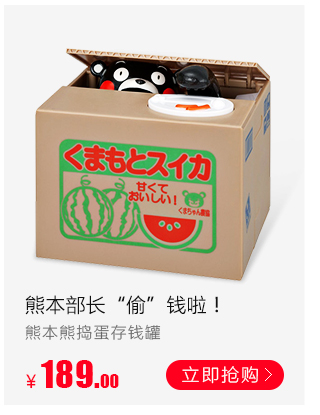 くまもとスイカ
甘くて
おいしい！
くまちゃん農協
熊本部长“偷”钱啦！
熊本熊捣蛋存钱罐
¥189.00
立即抢购